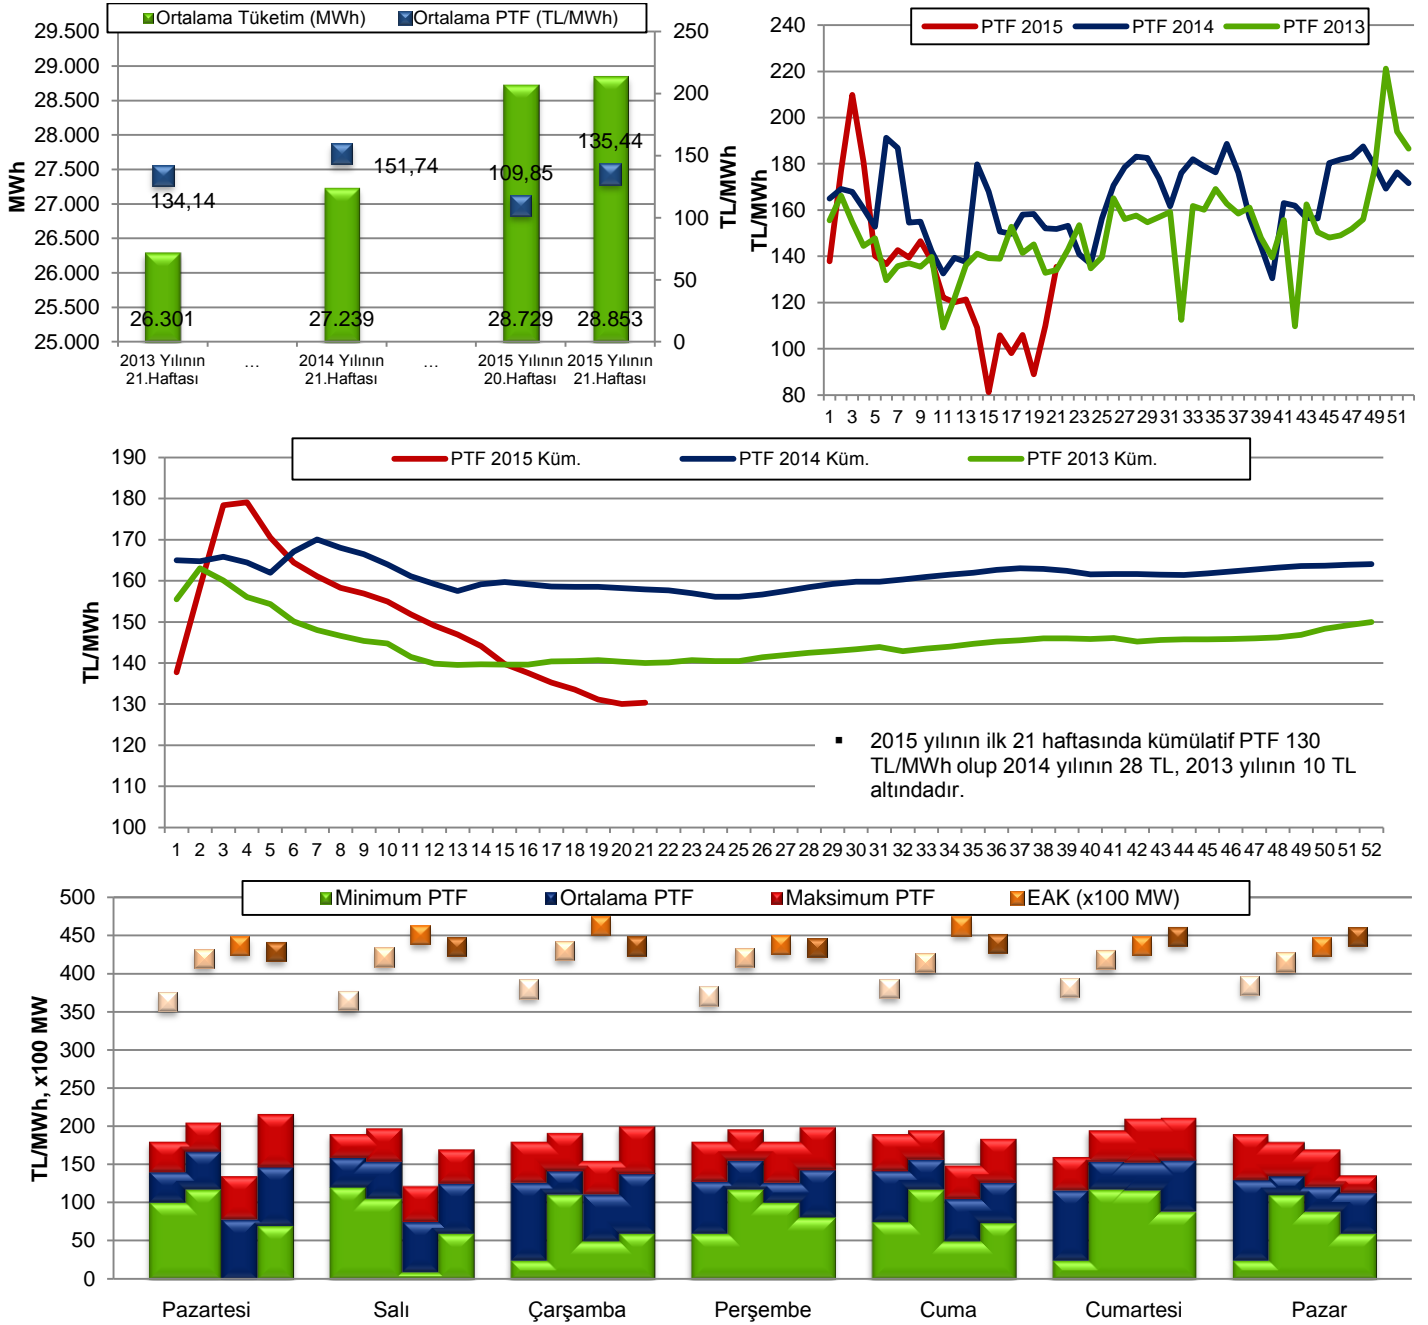 Ortalama Tüketim (MWh) Ortalama PTF (TL/MWh)
29.500
29.000
28.500
28.000
27.500
27.000
26.500
26.000
25.500
25.000
MWh
250
200
150
100
50
0
TL/MWh
134,14
151,74
109,85
135,44
26.301
27.239
28.729
28.853
2013 Yılının 21.Haftası
...
2014 Yılının 21.Haftası
...
2015 Yılının 20.Haftası
2015 Yılının 21.Haftası
PTF 2015 PTF 2014 PTF 2013
240
220
200
180
160
140
120
100
80
TL/MWh
1 3 5 7 9 11 13 15 17 19 21 23 25 27 29 31 33 35 37 39 41 43 45 47 49 51
PTF 2015 Küm. PTF 2014 Küm. PTF 2013 Küm.
190
180
170
160
150
140
130
120
110
100
TL/MWh
▪ 2015 yılının ilk 21 haftasında kümülatif PTF 130
TL/MWh olup 2014 yılının 28 TL, 2013 yılının 10 TL
altındadır.
1 2 3 4 5 6 7 8 9 10 11 12 13 14 15 16 17 18 19 20 21 22 23 24 25 26 27 28 29 30 31 32 33 34 35 36 37 38 39 40 41 42 43 44 45 46 47 48 49 50 51 52
Minimum PTF Ortalama PTF Maksimum PTF EAK (x100 MW)
500
450
400
350
300
250
200
150
100
50
0
TL/MWh, x100 MW
Pazartesi Salı Çarşamba Perşembe Cuma Cumartesi Pazar